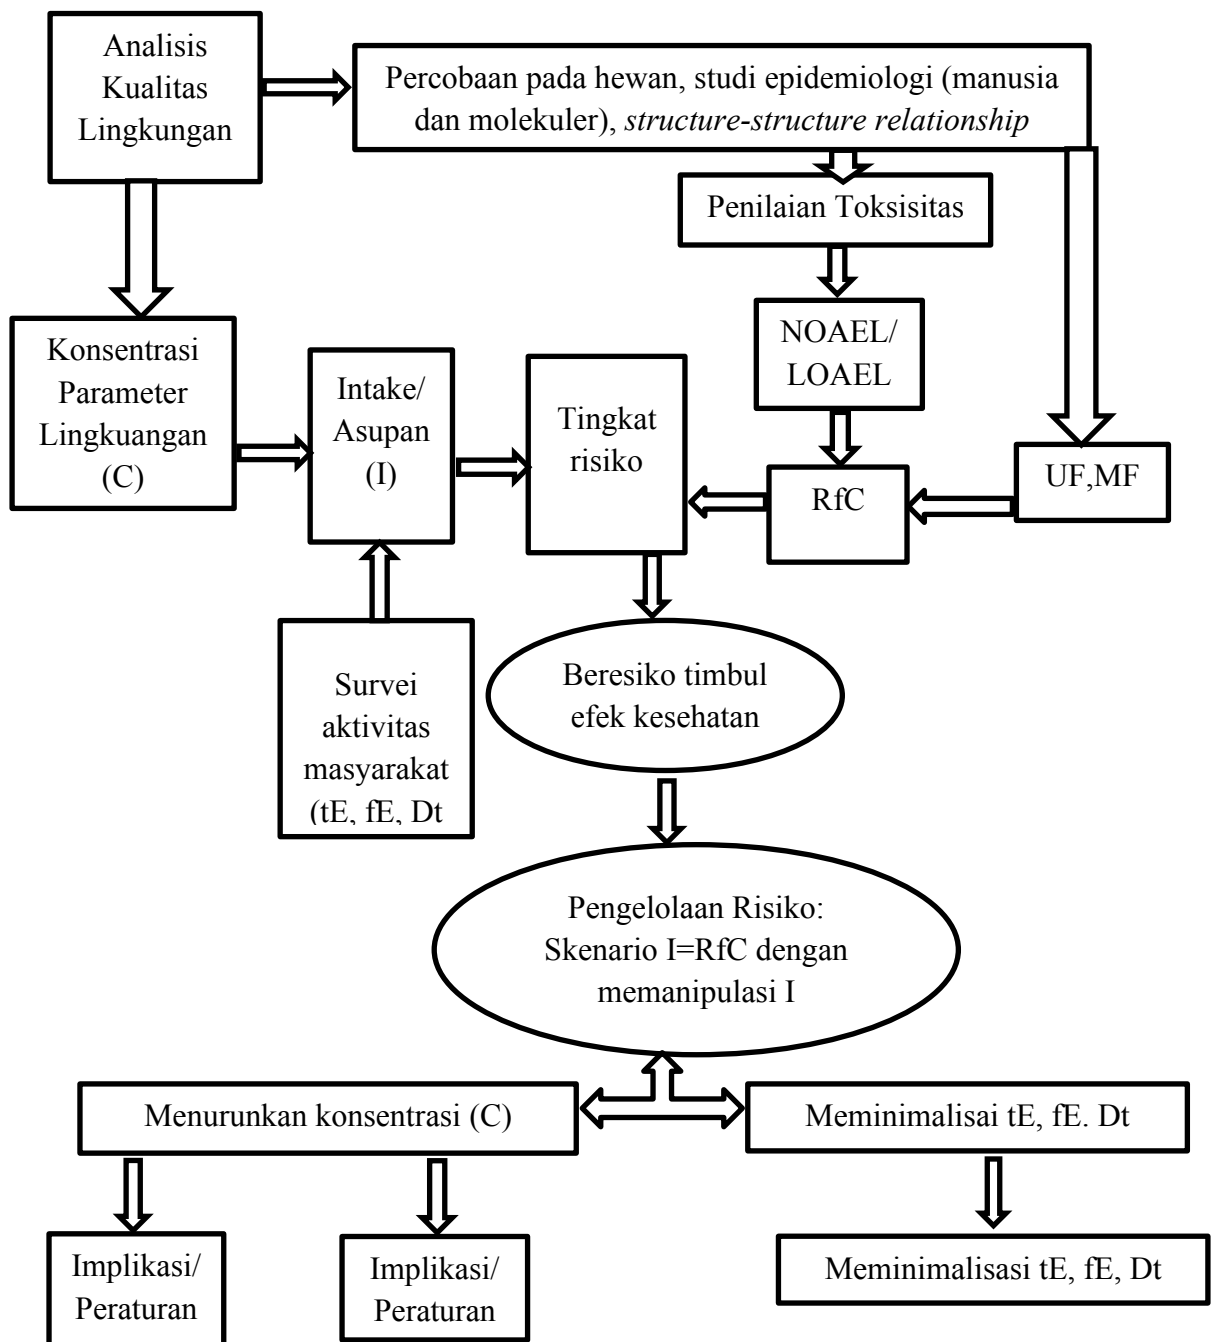 Analisis
Kualitas
Lingkungan
Percobaan pada hewan, studi epidemiologi (manusia
dan molekuler), structure-structure relationship
Penilaian Toksisitas
NOAEL/
LOAEL
Konsentrasi
Parameter
Lingkuangan
(C)
Intake/
Asupan
(I)
Tingkat
risiko
RfC
UF,MF
Survei
aktivitas
masyarakat
(tE, fE, Dt
Beresiko timbul
efek kesehatan
Pengelolaan Risiko:
Skenario I=RfC dengan
memanipulasi I
Menurunkan konsentrasi (C)
Meminimalisai tE, fE. Dt
Implikasi/
Peraturan
Implikasi/
Peraturan
Meminimalisasi tE, fE, Dt